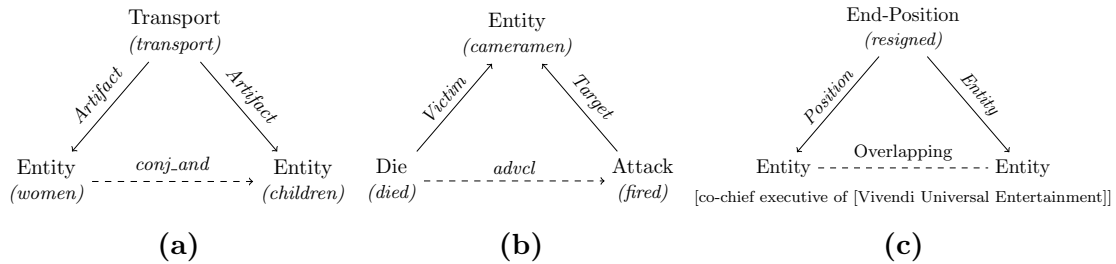 Transport
(transport)
Artifact
Artifact
Entity
(women)
conj_and
Entity
(children)
(a)
Entity
(cameramen)
Victim
Target
Die
(died)
advcl
Attack
(fired)
(b)
End-Position
(resigned)
Position
Entity
Entity
Overlapping
Entity
[co-chief executive of [Vivendi Universal Entertainment]]
(c)